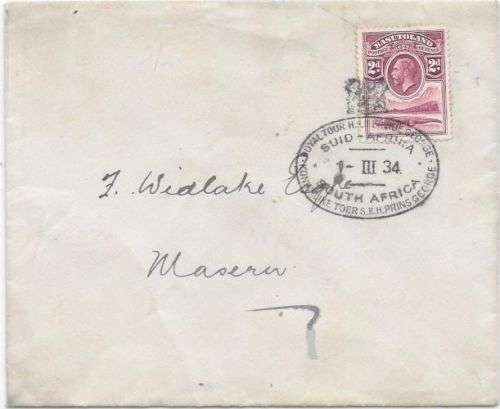 BASUTOLAND
2d. 2d.
ROYAL TOUR H.R.H. PRINCE GEORGE
SUID-AFRIKA
1- III 34
SOUTH AFRICA
KONINKLIKE TOER S.K.H. PRINS GEORGE
J. Widlake
Maseru